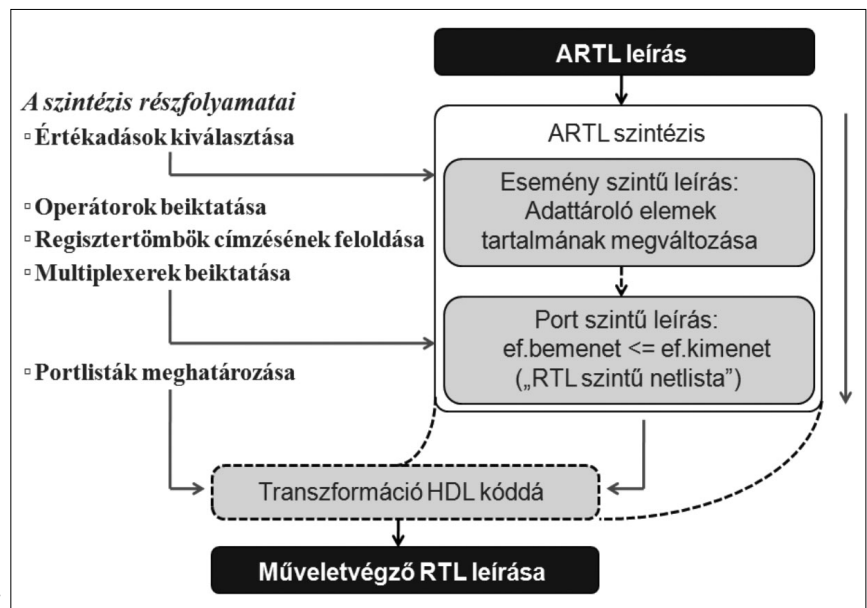 ARTL leírás
A szintézis részfolyamatai
▫Értékadások kiválasztása
▫Operátorok beiktatása
▫Regisztertömbök címzésének feloldása
▫Multiplexerek beiktatása
▫Portlisták meghatározása
ARTL szintézis
Esemény szintű leírás:
Adattároló elemek
tartalmának megváltozása
Port szintű leírás:
ef.bemenet <= ef.kimenet
(„RTL szintű netlista”)
Transzformáció HDL kóddá
Műveletvégző RTL leírása